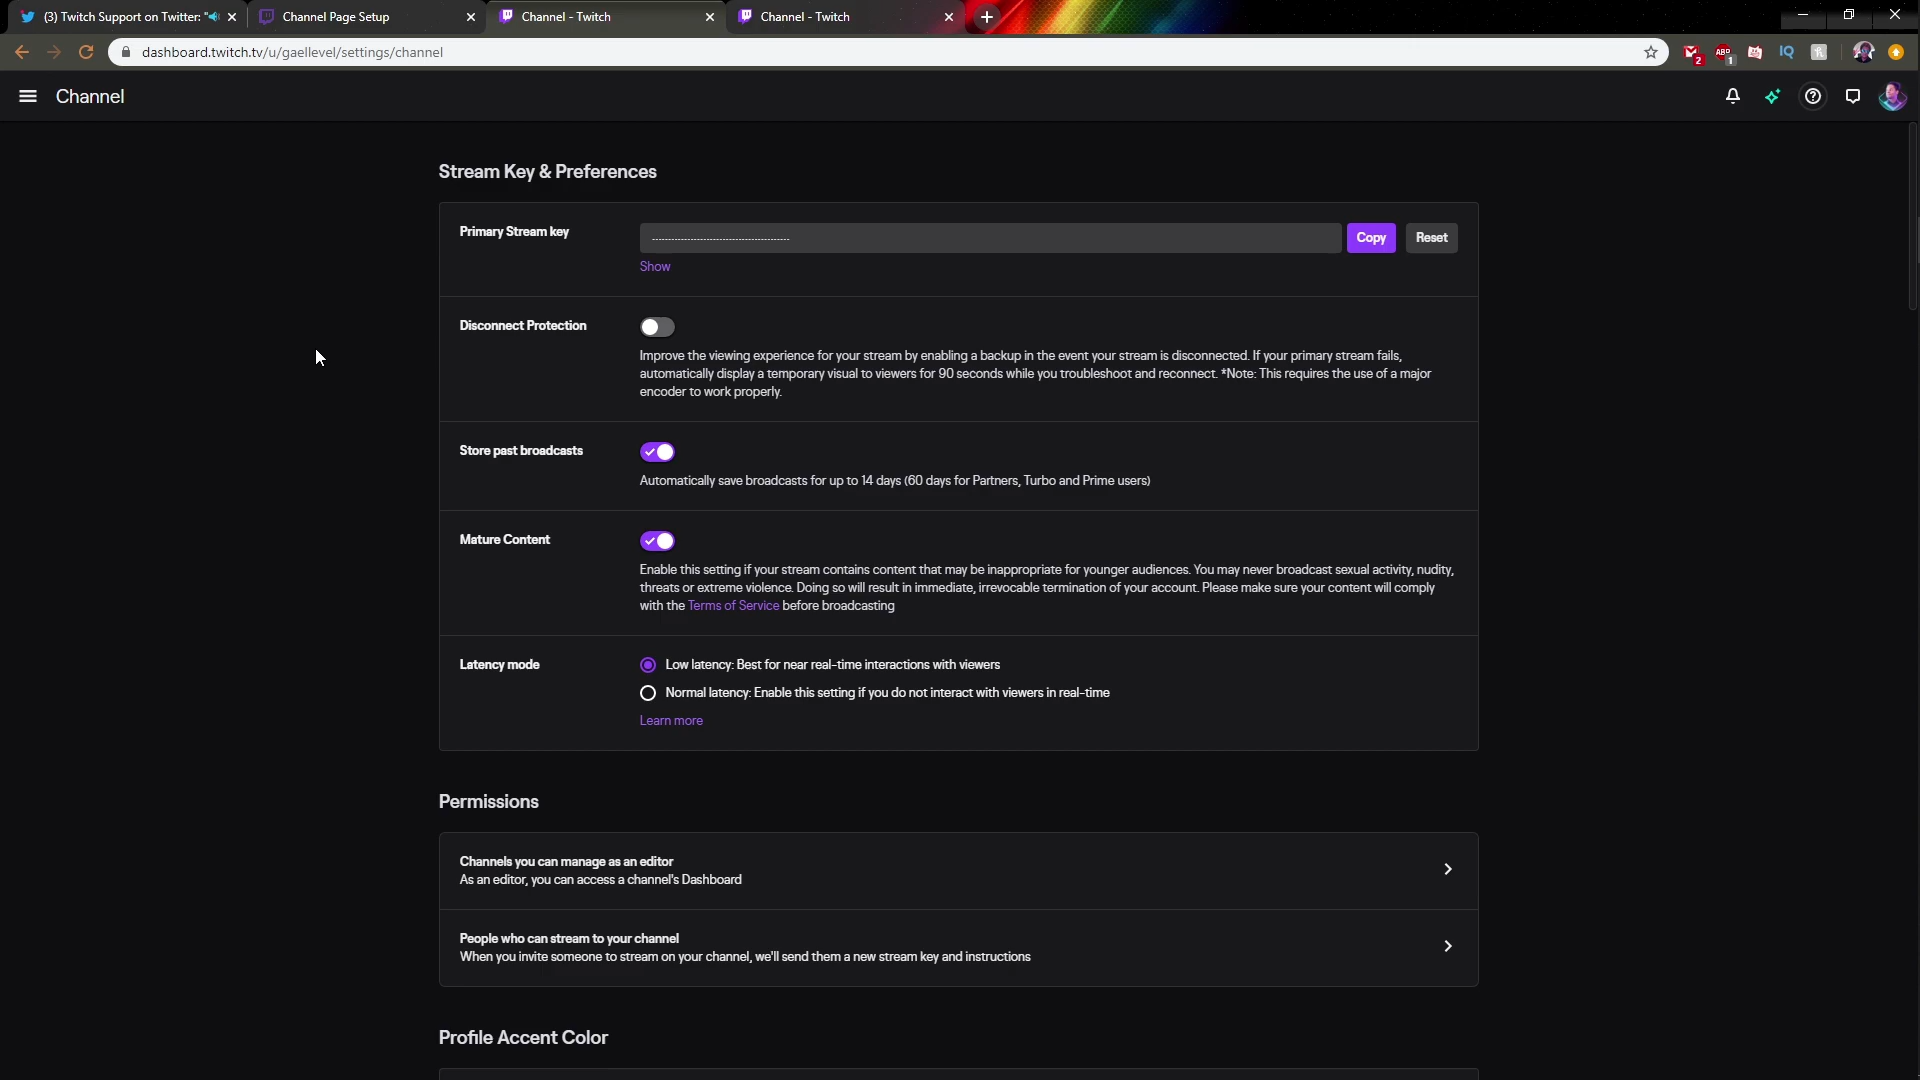 (3) Twitch Support on Twitter: "
Channel Page Setup
Channel - Twitch
Channel - Twitch
dashboard.twitch.tv/u/gaellevel/settings/channel
2
ABP
1
IQ
Channel
Stream Key & Preferences
Primary Stream key
Copy
Reset
Show
Disconnect Protection
Improve the viewing experience for your stream by enabling a backup in the event your stream is disconnected. If your primary stream fails,
automatically display a temporary visual to viewers for 90 seconds while you troubleshoot and reconnect. *Note: This requires the use of a major
encoder to work properly.
Store past broadcasts
Automatically save broadcasts for up to 14 days (60 days for Partners, Turbo and Prime users)
Mature Content
Enable this setting if your stream contains content that may be inappropriate for younger audiences. You may never broadcast sexual activity, nudity,
threats or extreme violence. Doing so will result in immediate, irrevocable termination of your account. Please make sure your content will comply
with the Terms of Service before broadcasting
Latency mode
Low latency: Best for near real-time interactions with viewers
Normal latency: Enable this setting if you do not interact with viewers in real-time
Learn more
Permissions
Channels you can manage as an editor
As an editor, you can access a channel's Dashboard
People who can stream to your channel
When you invite someone to stream on your channel, we'll send them a new stream key and instructions
Profile Accent Color